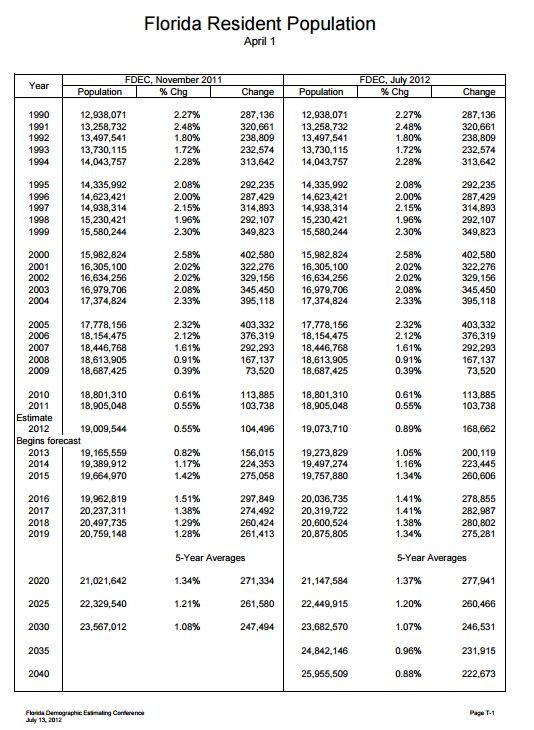 Florida Resident Population
April 1
FDEC, November 2011 FDEC, July 2012
Year Population % Chg Change Population % Chg Change
1990 12,938,071 2.27% 287,136 12,938,071 2.27% 287,136
1991 13,258,732 2.48% 320,661 13,258,732 2.48% 320,661
1992 13,497,541 1.80% 238,809 13,497,541 1.80% 238,809
1993 13,730,115 1.72% 232,574 13,730,115 1.72% 232,574
1994 14,043,757 2.28% 313,642 14,043,757 2.28% 313,642
1995 14,335,992 2.08% 292,235 14,335,992 2.08% 292,235
1996 14,623,421 2.00% 287,429 14,623,421 2.00% 287,429
1997 14,938,314 2.15% 314,893 14,938,314 2.15% 314,893
1998 15,230,421 1.96% 292,107 15,230,421 1.96% 292,107
1999 15,580,244 2.30% 349,823 15,580,244 2.30% 349,823
2000 15,982,824 2.58% 402,580 15,982,824 2.58% 402,580
2001 16,305,100 2.02% 322,276 16,305,100 2.02% 322,276
2002 16,634,256 2.02% 329,156 16,634,256 2.02% 329,156
2003 16,979,706 2.08% 345,450 16,979,706 2.08% 345,450
2004 17,374,824 2.33% 395,118 17,374,824 2.33% 395,118
2005 17,778,156 2.32% 403,332 17,778,156 2.32% 403,332
2006 18,154,475 2.12% 376,319 18,154,475 2.12% 376,319
2007 18,446,768 1.61% 292,293 18,446,768 1.61% 292,293
2008 18,613,905 0.91% 167,137 18,613,905 0.91% 167,137
2009 18,687,425 0.39% 73,520 18,687,425 0.39% 73,520
2010 18,801,310 0.61% 113,885 18,801,310 0.61% 113,885
2011 18,905,048 0.55% 103,738 18,905,048 0.55% 103,738
Estimate
2012 19,009,544 0.55% 104,496 19,073,710 0.89% 168,662
Begins forecast
2013 19,165,559 0.82% 156,015 19,273,829 1.05% 200,119
2014 19,389,912 1.17% 224,353 19,497,274 1.16% 223,445
2015 19,664,970 1.42% 275,058 19,757,880 1.34% 260,606
2016 19,962,819 1.51% 297,849 20,036,735 1.41% 278,855
2017 20,237,311 1.38% 274,492 20,319,722 1.41% 282,987
2018 20,497,735 1.29% 260,424 20,600,524 1.38% 280,802
2019 20,759,148 1.28% 261,413 20,875,805 1.34% 275,281
5-Year Averages 5-Year Averages
2020 21,021,642 1.34% 271,334 21,147,584 1.37% 277,941
2025 22,329,540 1.21% 261,580 22,449,915 1.20% 260,466
2030 23,567,012 1.08% 247,494 23,682,570 1.07% 246,531
2035 24,842,146 0.96% 231,915
2040 25,955,509 0.88% 222,673
Florida Demographic Estimating Conference Page T-1
July 13, 2012